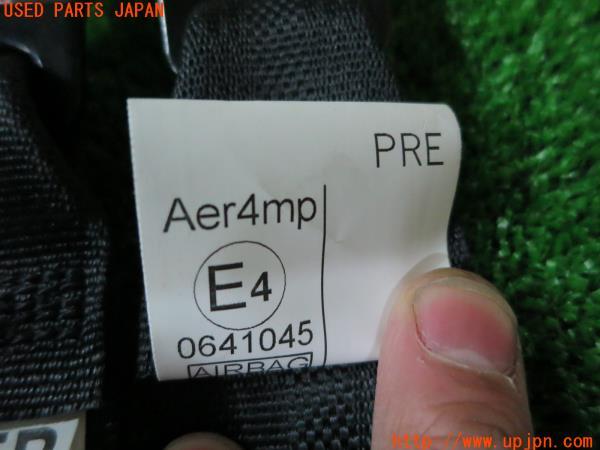 USED PARTS JAPAN
PRE
Aer4mp
E4
0641045
AIRBAG
http://www.upjpn.com/